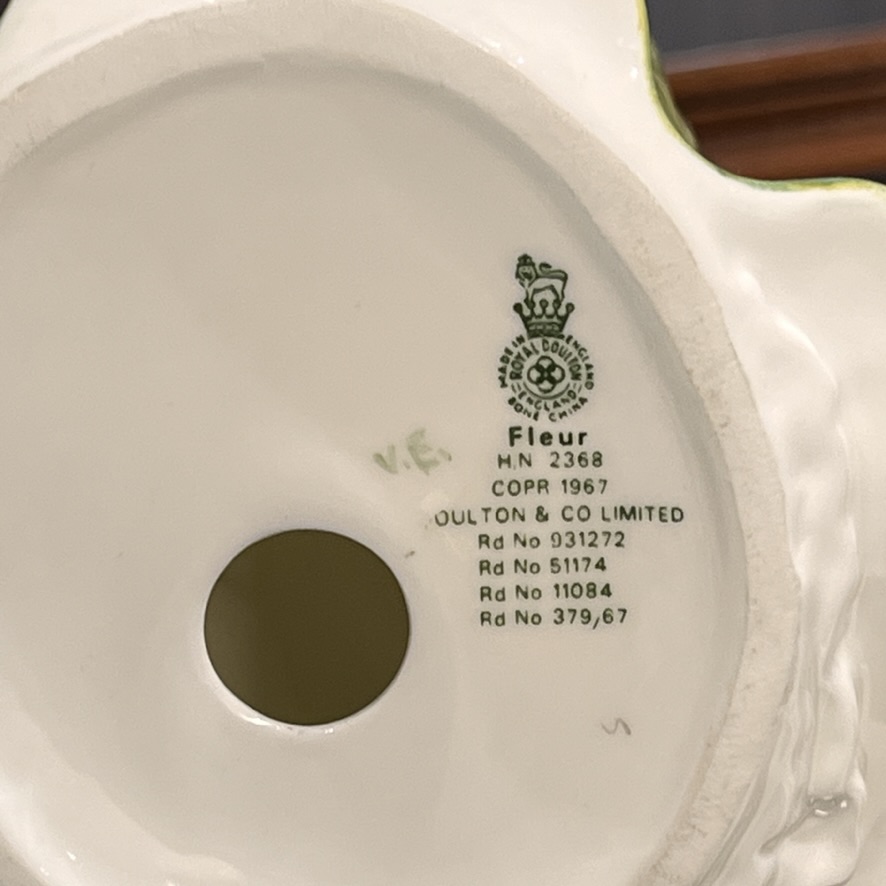 MADE IN ENGLAND
ROYAL DOULTON
ENGLAND
BONE CHINA
Fleur
H.N 2368
COPR 1967
OULTON & CO LIMITED
Rd No 931272
Rd No 51174
Rd No 11084
Rd No 379,67
V.E.